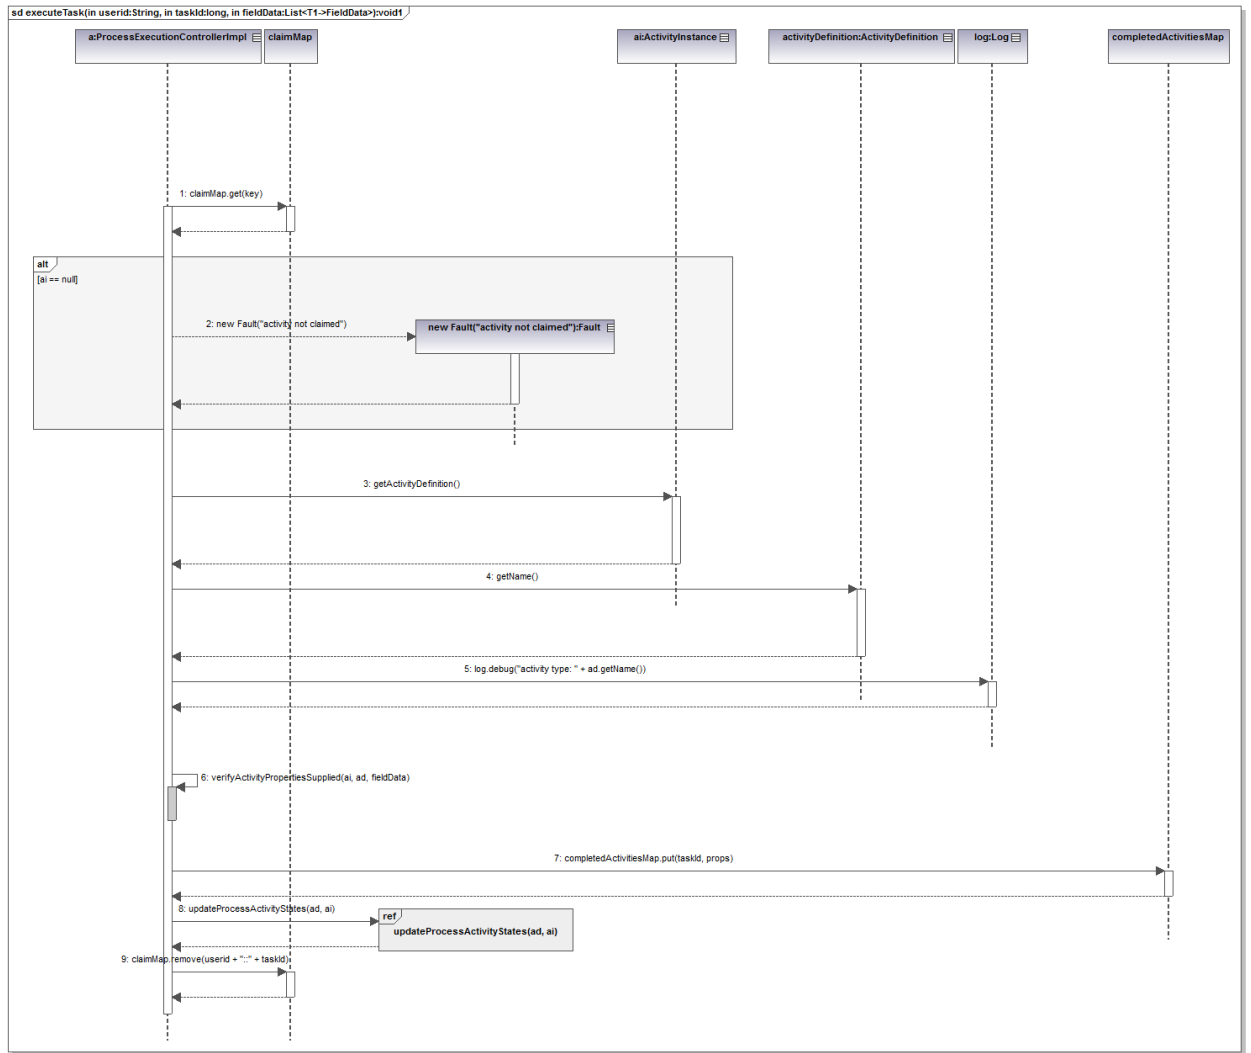 sd executeTask(in userid:String, in taskId:long, in fieldData:List<T1->FieldData>):void1
a:ProcessExecutionControllerImpl
claimMap
ai:ActivityInstance
activityDefinition:ActivityDefinition
log:Log
completedActivitiesMap
1: claimMap.get(key)
alt
[ai == null]
2: new Fault("activity not claimed")
new Fault("activity not claimed"):Fault
3: getActivityDefinition()
4: getName()
5: log.debug("activity type: " + ad.getName())
6: verifyActivityPropertiesSupplied(ai, ad, fieldData)
7: completedActivitiesMap.put(taskId, props)
8: updateProcessActivityStates(ad, ai)
ref
updateProcessActivityStates(ad, ai)
9: claimMap.remove(userid + "::" + taskId)